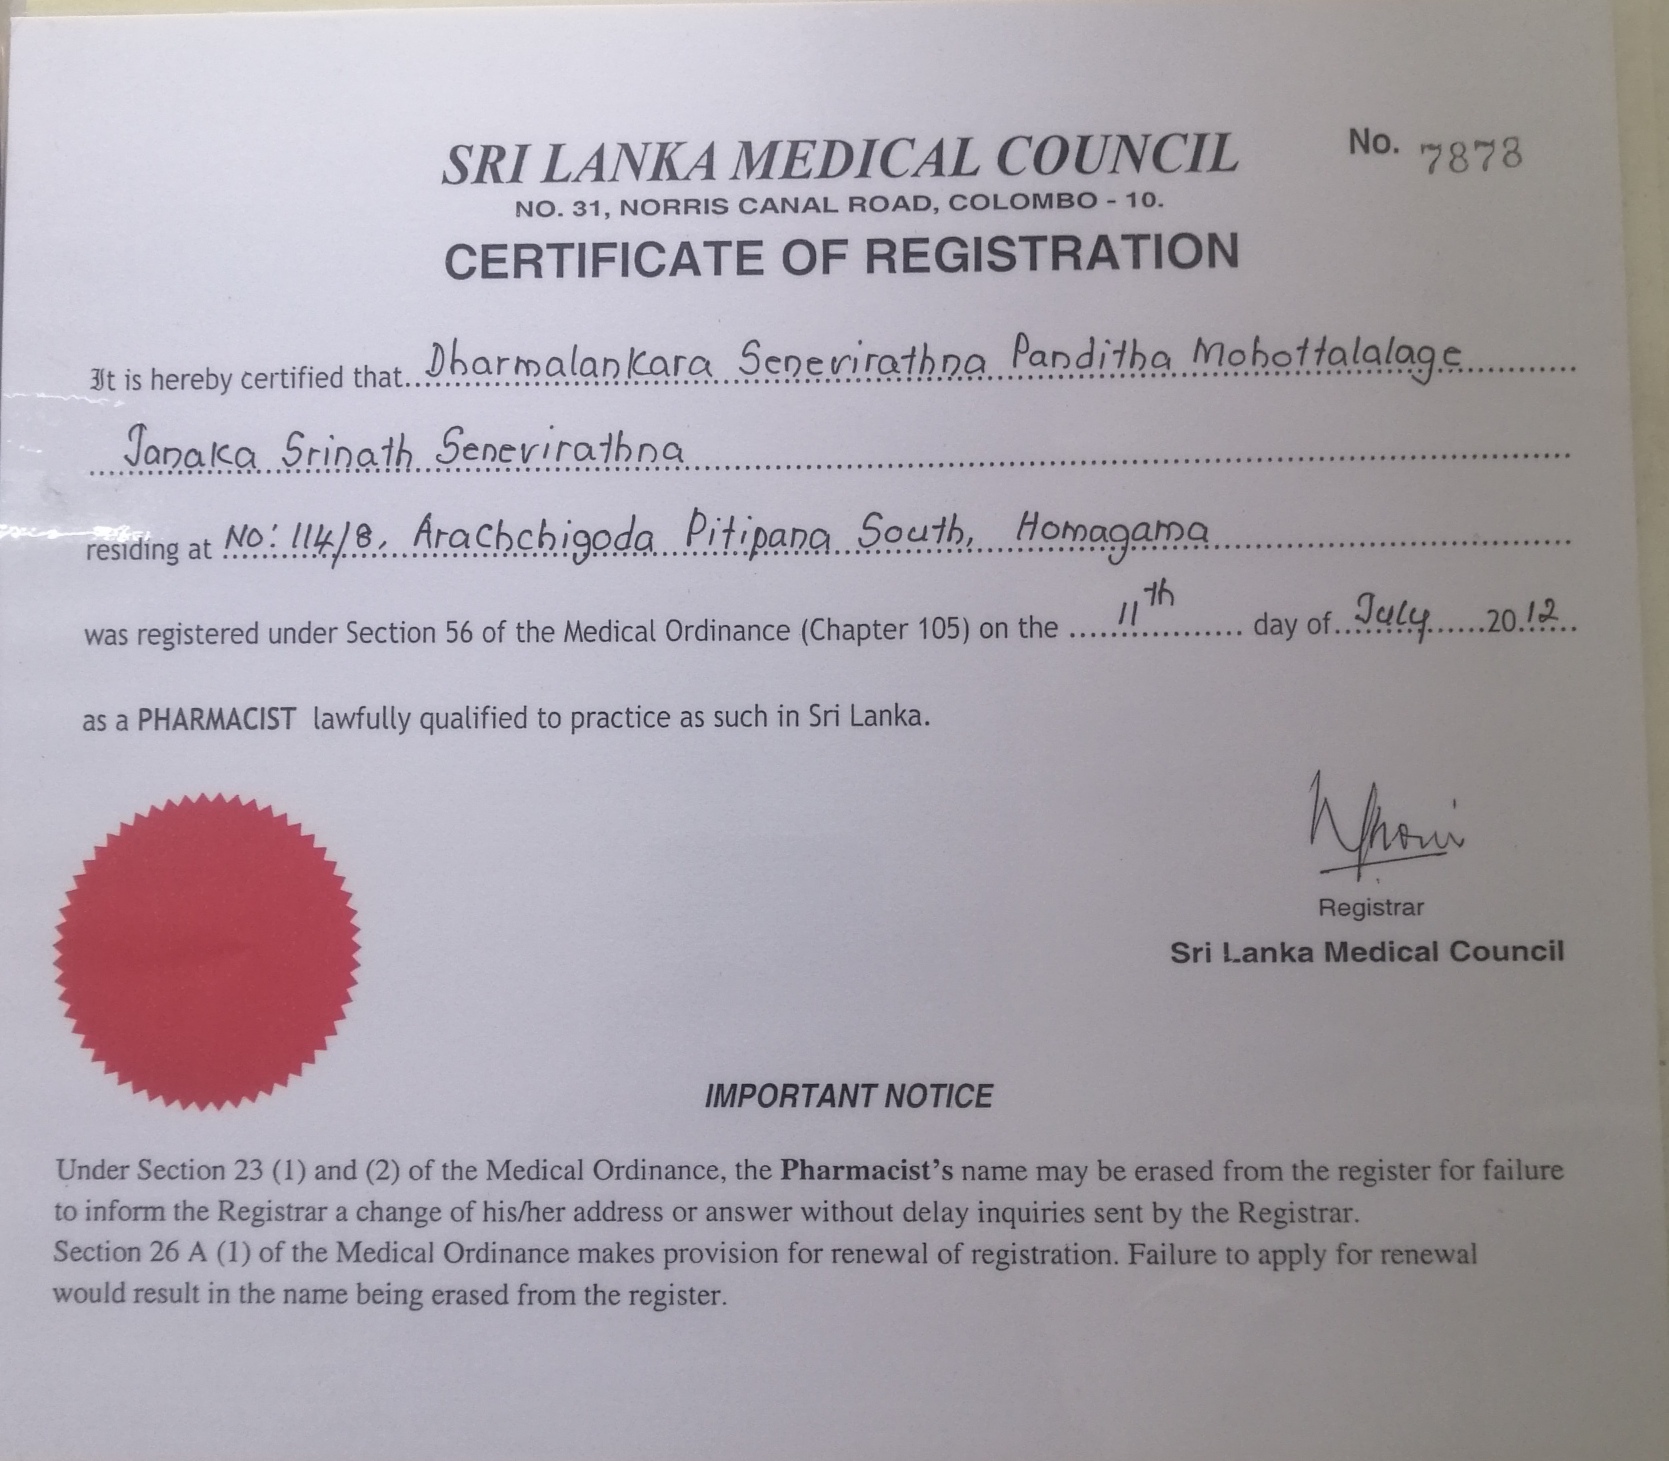 SRI LANKA MEDICAL COUNCIL
No. 7878
NO. 31, NORRIS CANAL ROAD, COLOMBO - 10.
CERTIFICATE OF REGISTRATION
It is hereby certified that Dharmalankara Senevirathna Panditha Mohottalalage
Janaka Srinath Senevirathna
residing at No: 114/8, Arachchigoda Pitipana South, Homagama
was registered under Section 56 of the Medical Ordinance (Chapter 105) on the 11th day of July 2012
as a PHARMACIST lawfully qualified to practice as such in Sri Lanka.
Registrar
Sri Lanka Medical Council
IMPORTANT NOTICE
Under Section 23 (1) and (2) of the Medical Ordinance, the Pharmacist's name may be erased from the register for failure
to inform the Registrar a change of his/her address or answer without delay inquiries sent by the Registrar.
Section 26 A (1) of the Medical Ordinance makes provision for renewal of registration. Failure to apply for renewal
would result in the name being erased from the register.